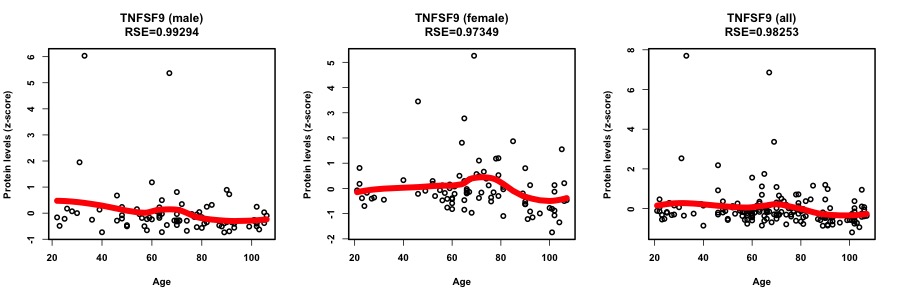 TNFSF9 (male)
RSE=0.99294
Protein levels (z-score)
6
5
4
3
2
1
0
-1
20 40 60 80 100
Age
TNFSF9 (female)
RSE=0.97349
Protein levels (z-score)
5
4
3
2
1
0
-1
-2
20 40 60 80 100
Age
TNFSF9 (all)
RSE=0.98253
Protein levels (z-score)
8
6
4
2
0
20 40 60 80 100
Age